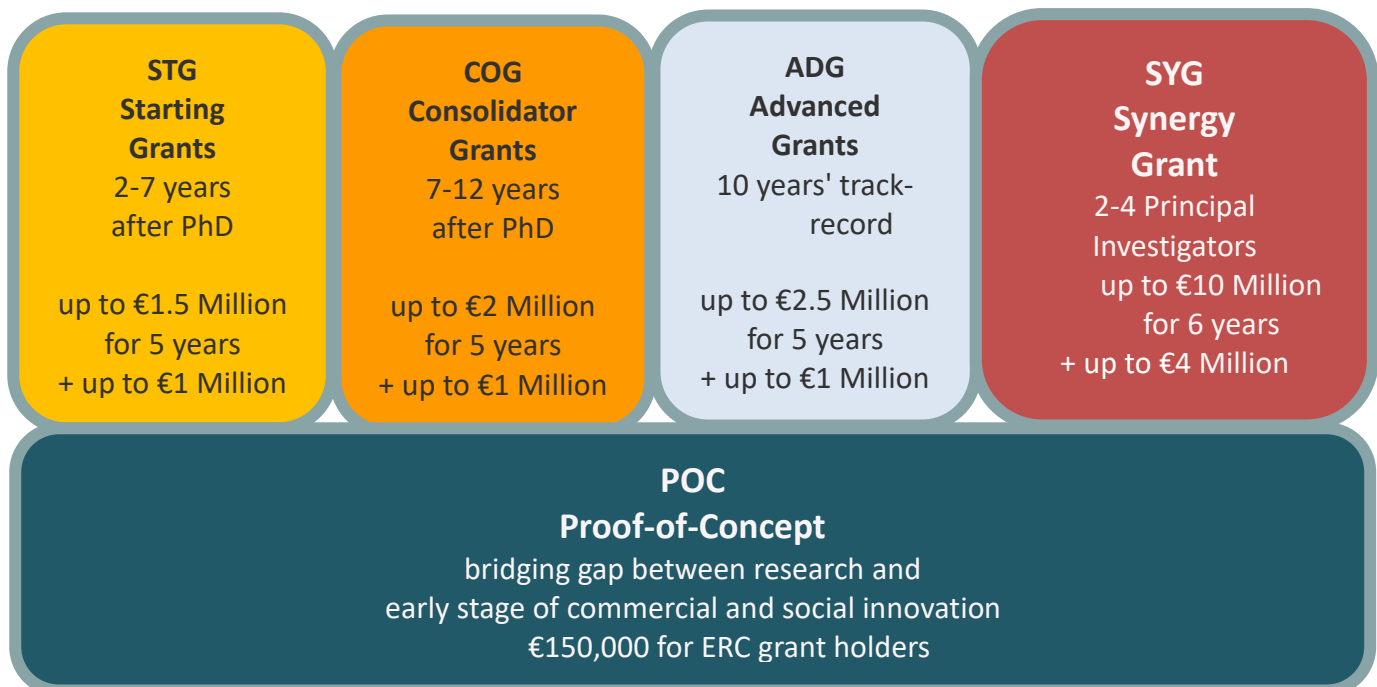 STG
Starting
Grants
2-7 years
after PhD
up to €1.5 Million
for 5 years
+ up to €1 Million
COG
Consolidator
Grants
7-12 years
after PhD
up to €2 Million
for 5 years
+ up to €1 Million
ADG
Advanced
Grants
10 years' track-
record
up to €2.5 Million
for 5 years
+ up to €1 Million
SYG
Synergy
Grant
2-4 Principal
Investigators
up to €10 Million
for 6 years
+ up to €4 Million
POC
Proof-of-Concept
bridging gap between research and
early stage of commercial and social innovation
€150,000 for ERC grant holders